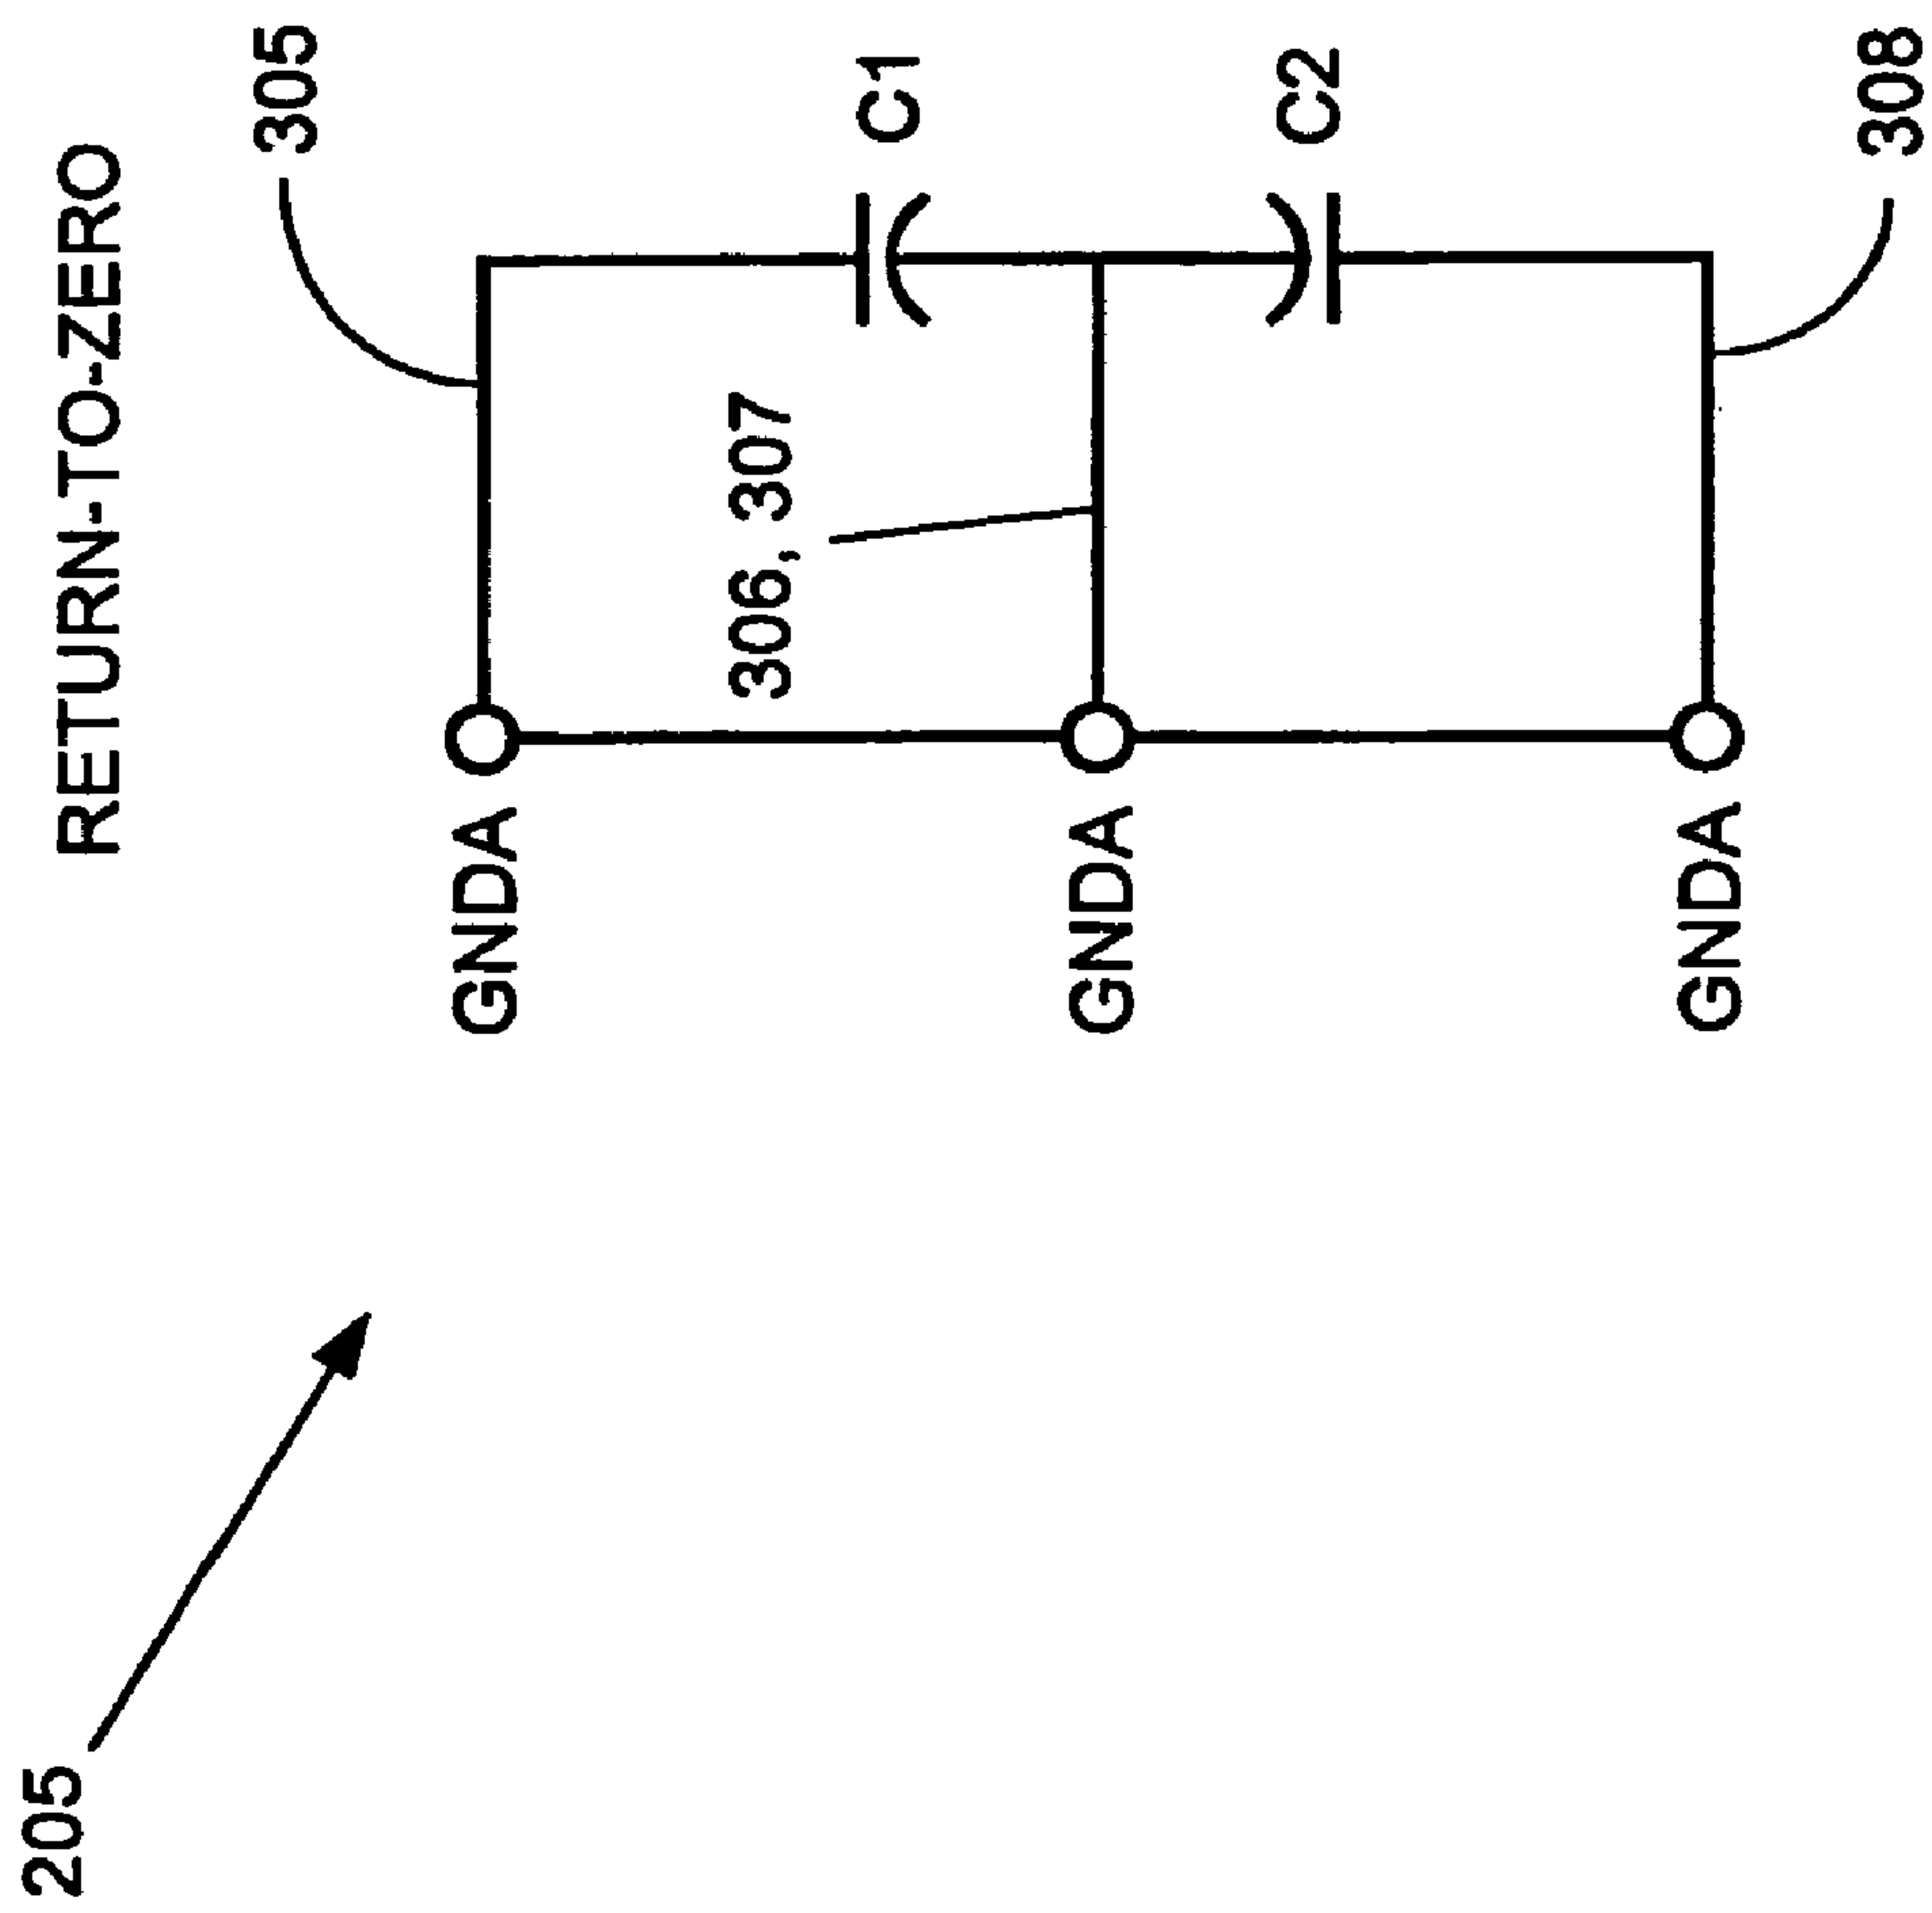 205
RETURN-TO-ZERO
305
GNDA
306, 307
C1
GNDA
C2
GNDA
308